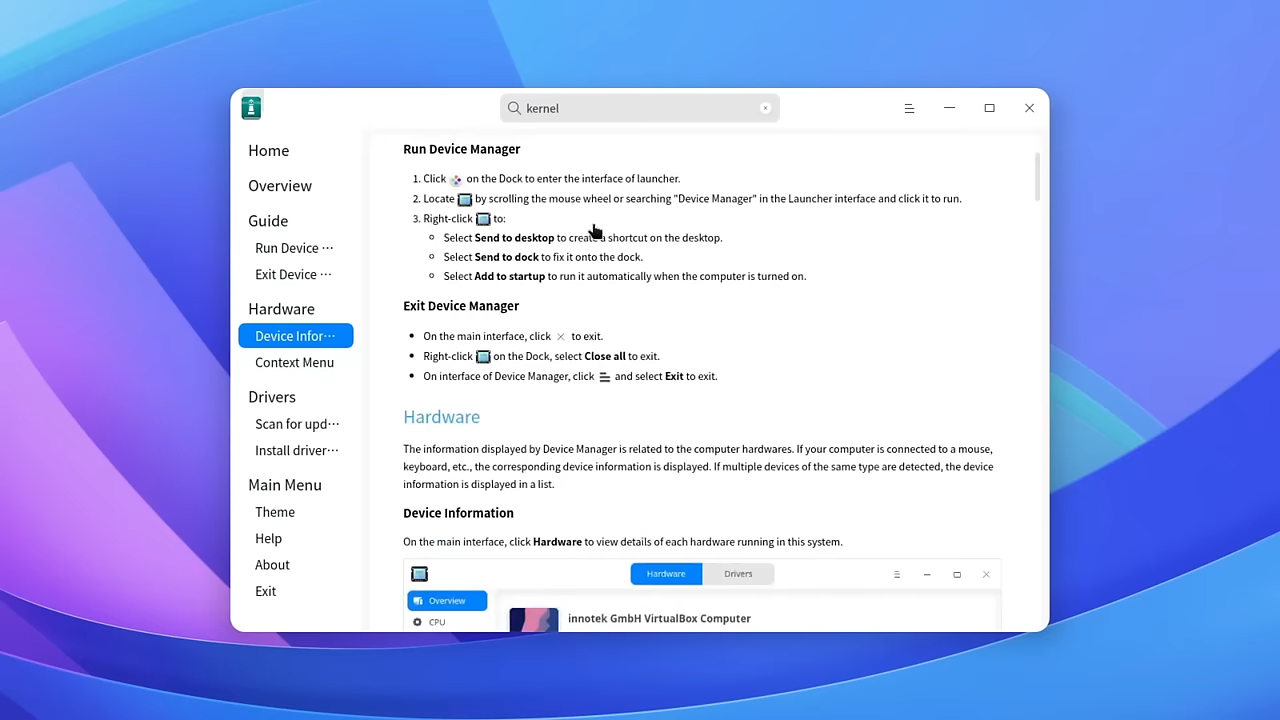 kernel
Home
Overview
Guide
Run Device ···
Exit Device ···
Hardware
Device Infor···
Context Menu
Drivers
Scan for upd···
Install driver···
Main Menu
Theme
Help
About
Exit
Run Device Manager
1. Click on the Dock to enter the interface of launcher.
2. Locate by scrolling the mouse wheel or searching "Device Manager" in the Launcher interface and click it to run.
3. Right-click to:
Select Send to desktop to create a shortcut on the desktop.
Select Send to dock to fix it onto the dock.
Select Add to startup to run it automatically when the computer is turned on.
Exit Device Manager
On the main interface, click × to exit.
Right-click on the Dock, select Close all to exit.
On interface of Device Manager, click and select Exit to exit.
Hardware
The information displayed by Device Manager is related to the computer hardwares. If your computer is connected to a mouse,
keyboard, etc., the corresponding device information is displayed. If multiple devices of the same type are detected, the device
information is displayed in a list.
Device Information
On the main interface, click Hardware to view details of each hardware running in this system.
Hardware Drivers
Overview
innotek GmbH VirtualBox Computer
CPU